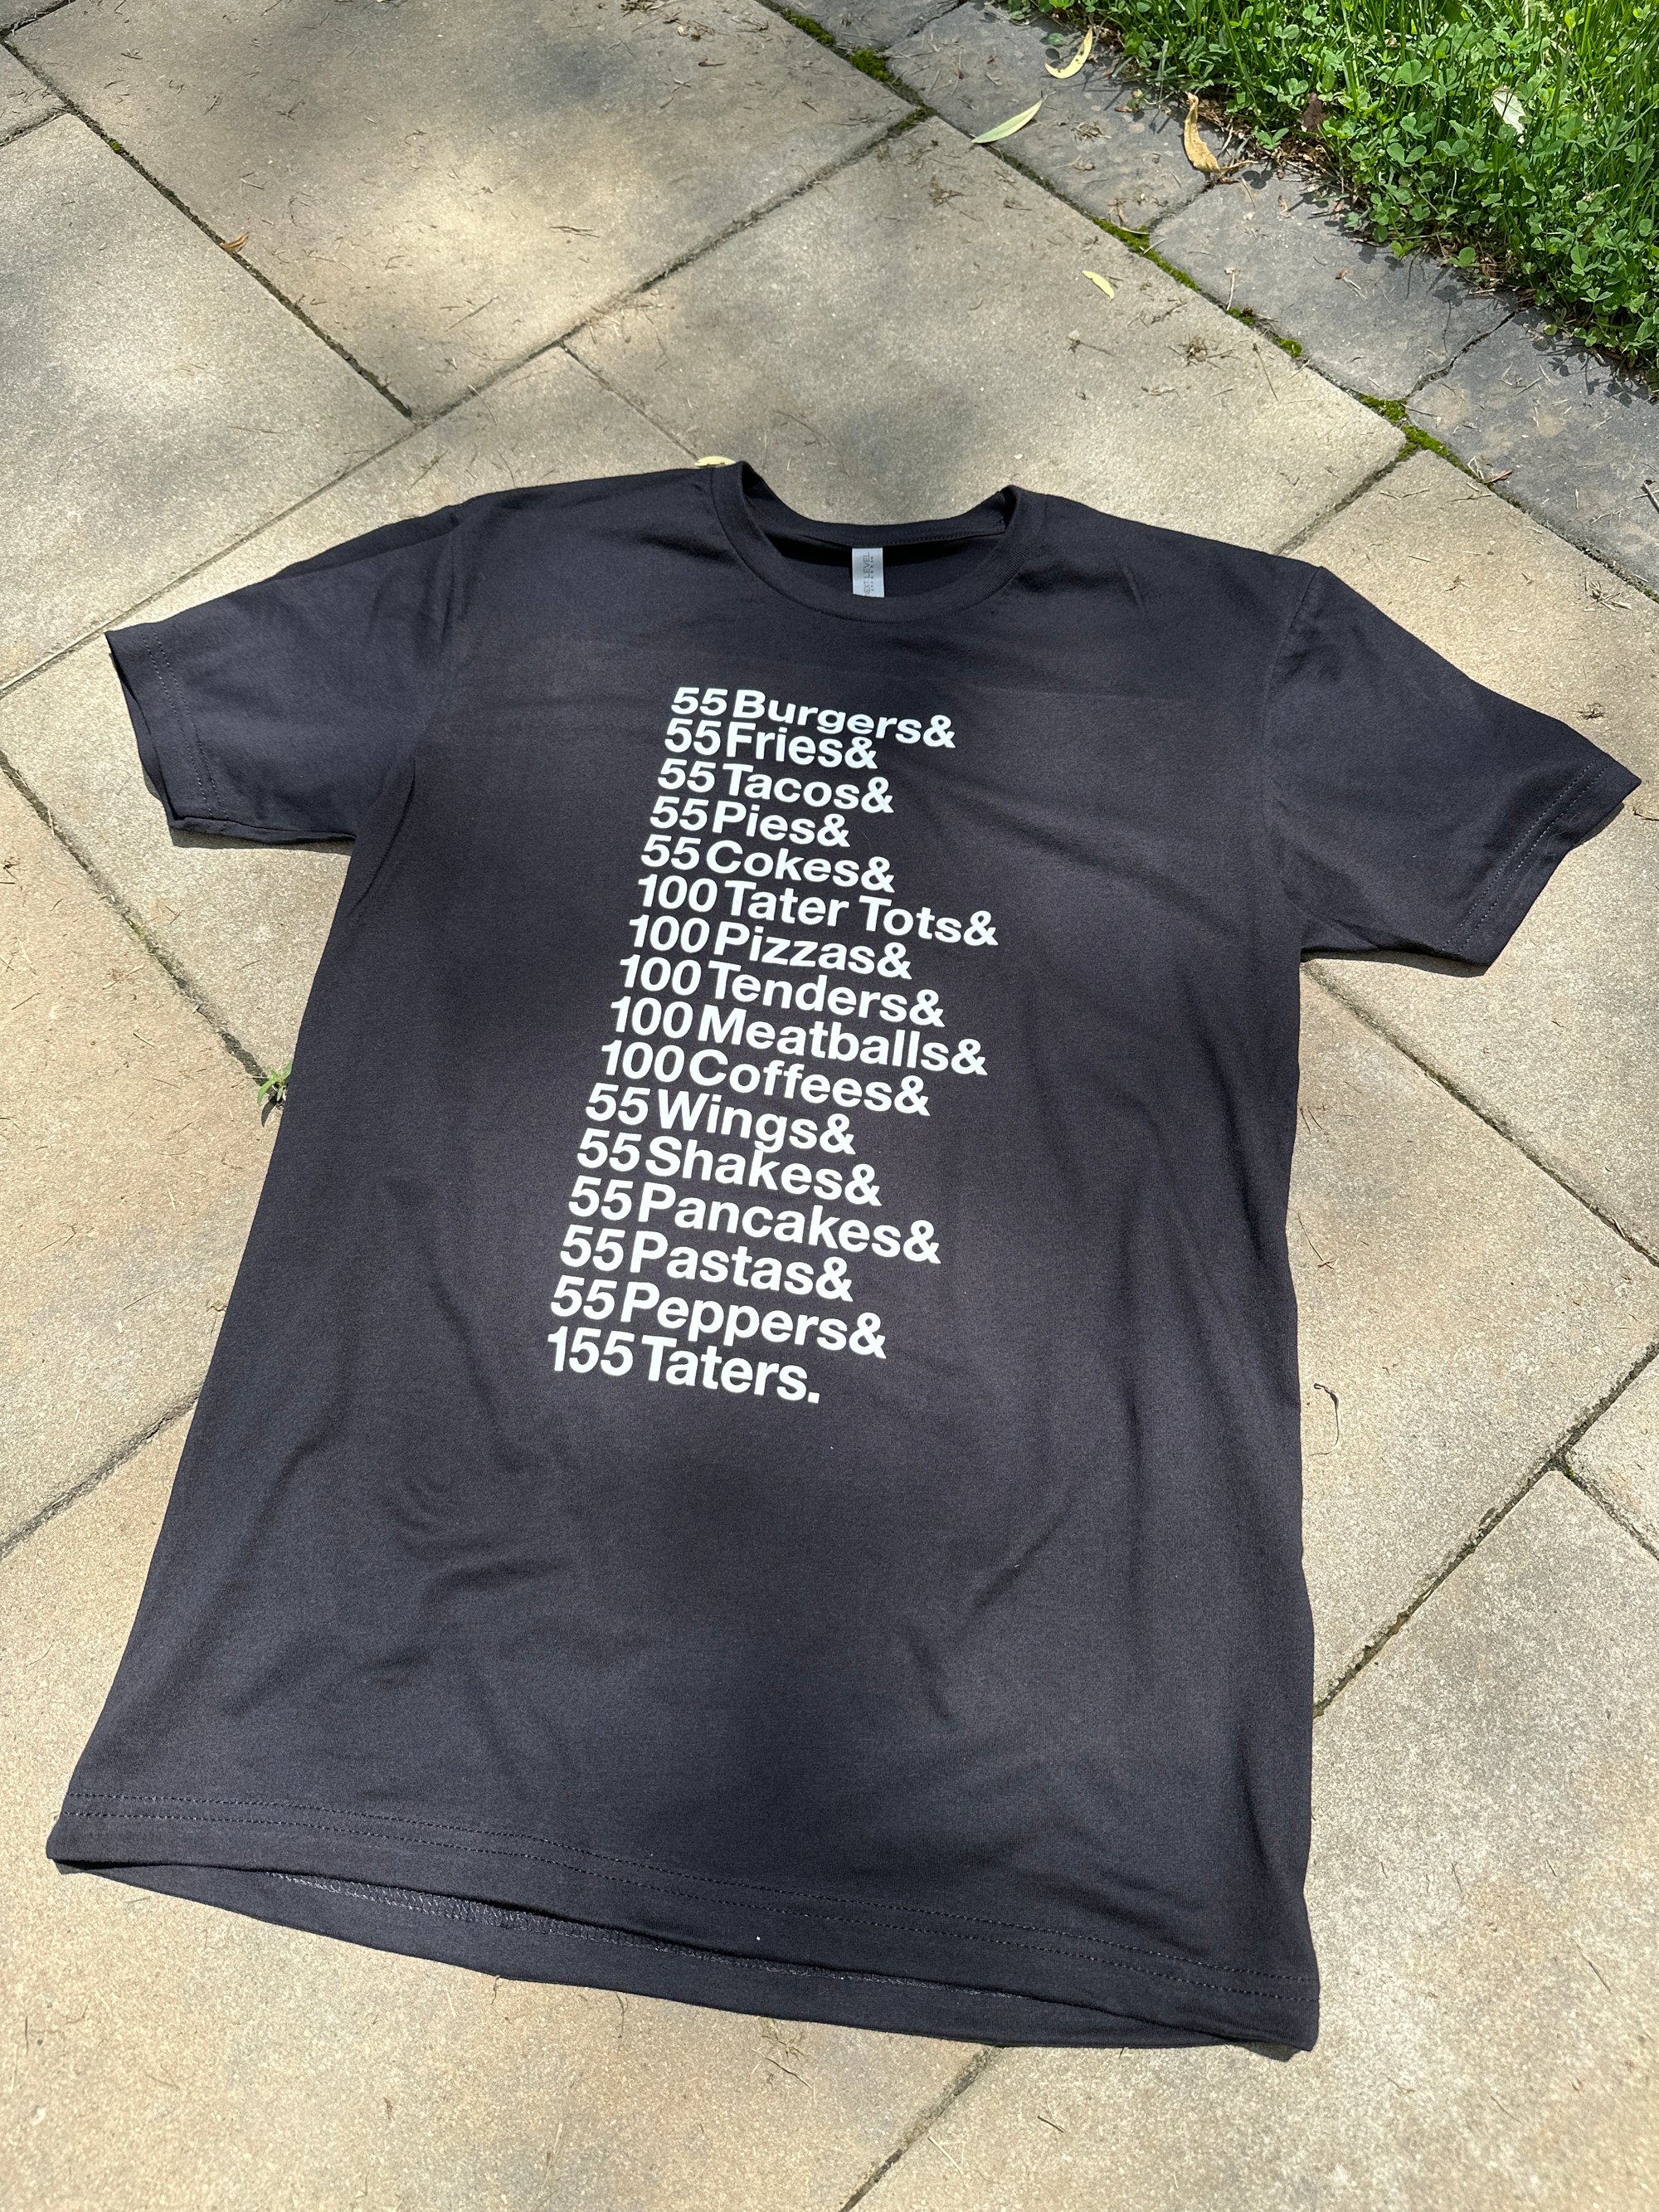 55 Burgers&
55 Fries&
55 Tacos&
55 Pies&
55 Cokes&
100 Tater Tots&
100 Pizzas&
100 Tenders&
100 Meatballs&
100 Coffees&
55 Wings&
55 Shakes&
55 Pancakes&
55 Pastas&
55 Peppers&
155 Taters.